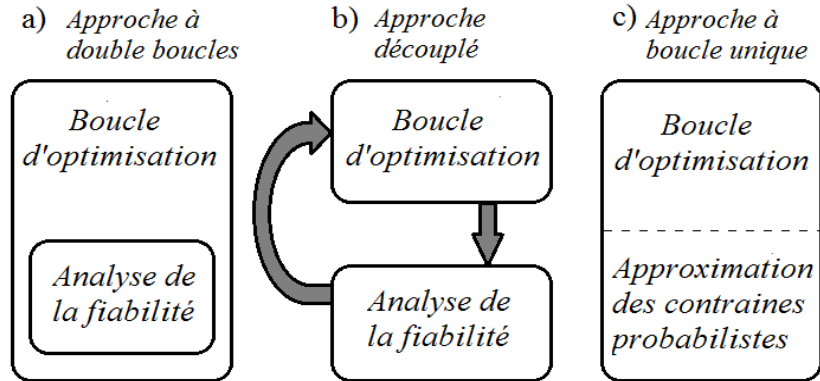 a) Approche à
double boucles
Boucle
d'optimisation
Analyse de
la fiabilité
b) Approche
découplé
Boucle
d'optimisation
Analyse de
la fiabilité
c) Approche à
boucle unique
Boucle
d'optimisation
Approximation
des contraines
probabilistes